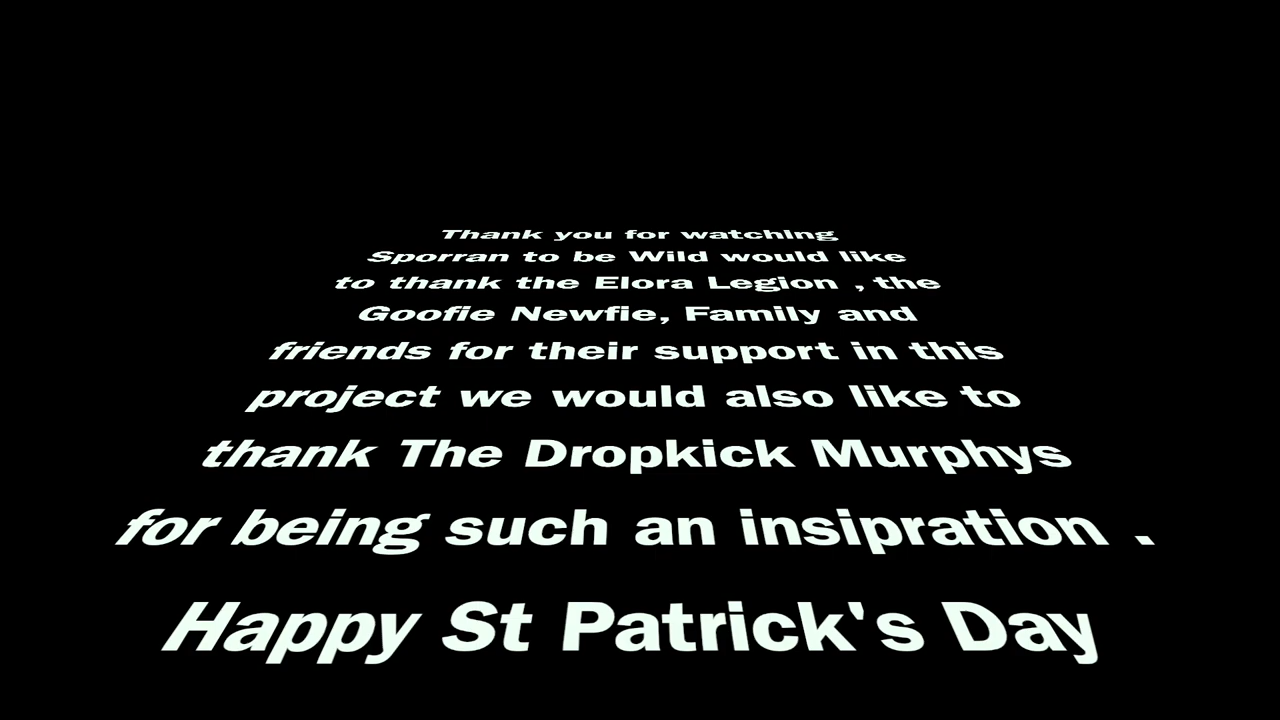 Thank you for watching
Sporran to be Wild would like
to thank the Elora Legion , the
Goofie Newfie, Family and
friends for their support in this
project we would also like to
thank The Dropkick Murphys
for being such an insipration .
Happy St Patrick's Day